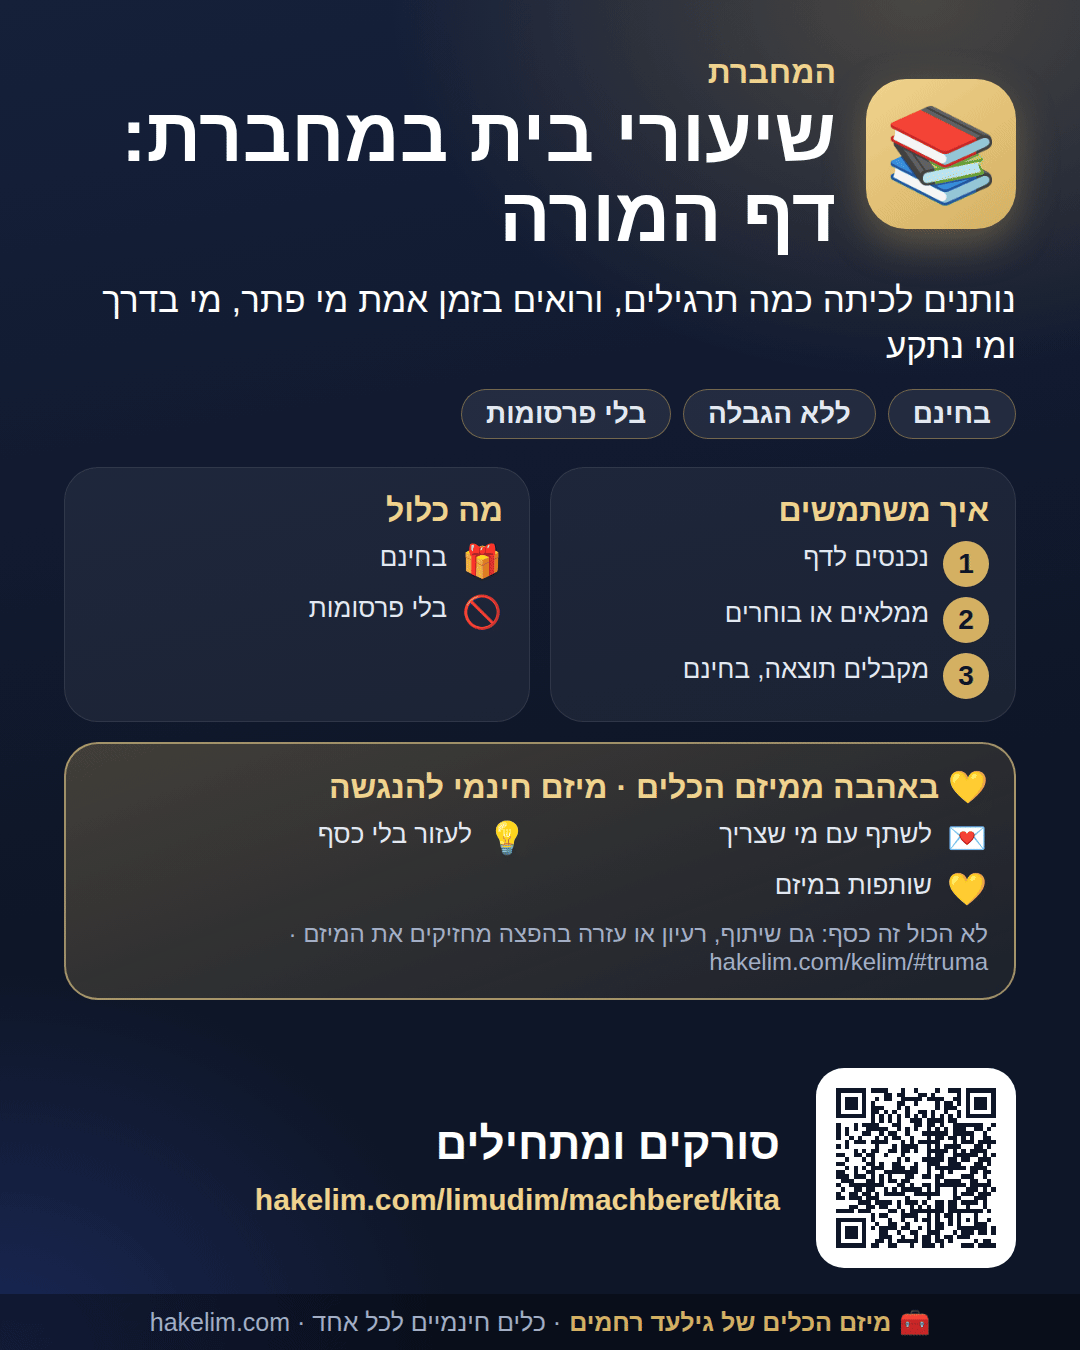 המחברת
שיעורי בית במחברת:
דף המורה
נותנים לכיתה כמה תרגילים, ורואים בזמן אמת מי פתר, מי בדרך
ומי נתקע
בחינם
ללא הגבלה
בלי פרסומות
איך משתמשים
1 נכנסים לדף
2 ממלאים או בוחרים
3 מקבלים תוצאה, בחינם
מה כלול
בחינם
בלי פרסומות
באהבה ממיזם הכלים · מיזם חינמי להנגשה
לשתף עם מי שצריך
לעזור בלי כסף
שותפות במיזם
לא הכול זה כסף: גם שיתוף, רעיון או עזרה בהפצה מחזיקים את המיזם ·
hakelim.com/kelim/#truma
סורקים ומתחילים
hakelim.com/limudim/machberet/kita
מיזם הכלים של גילעד רחמים · כלים חינמיים לכל אחד · hakelim.com